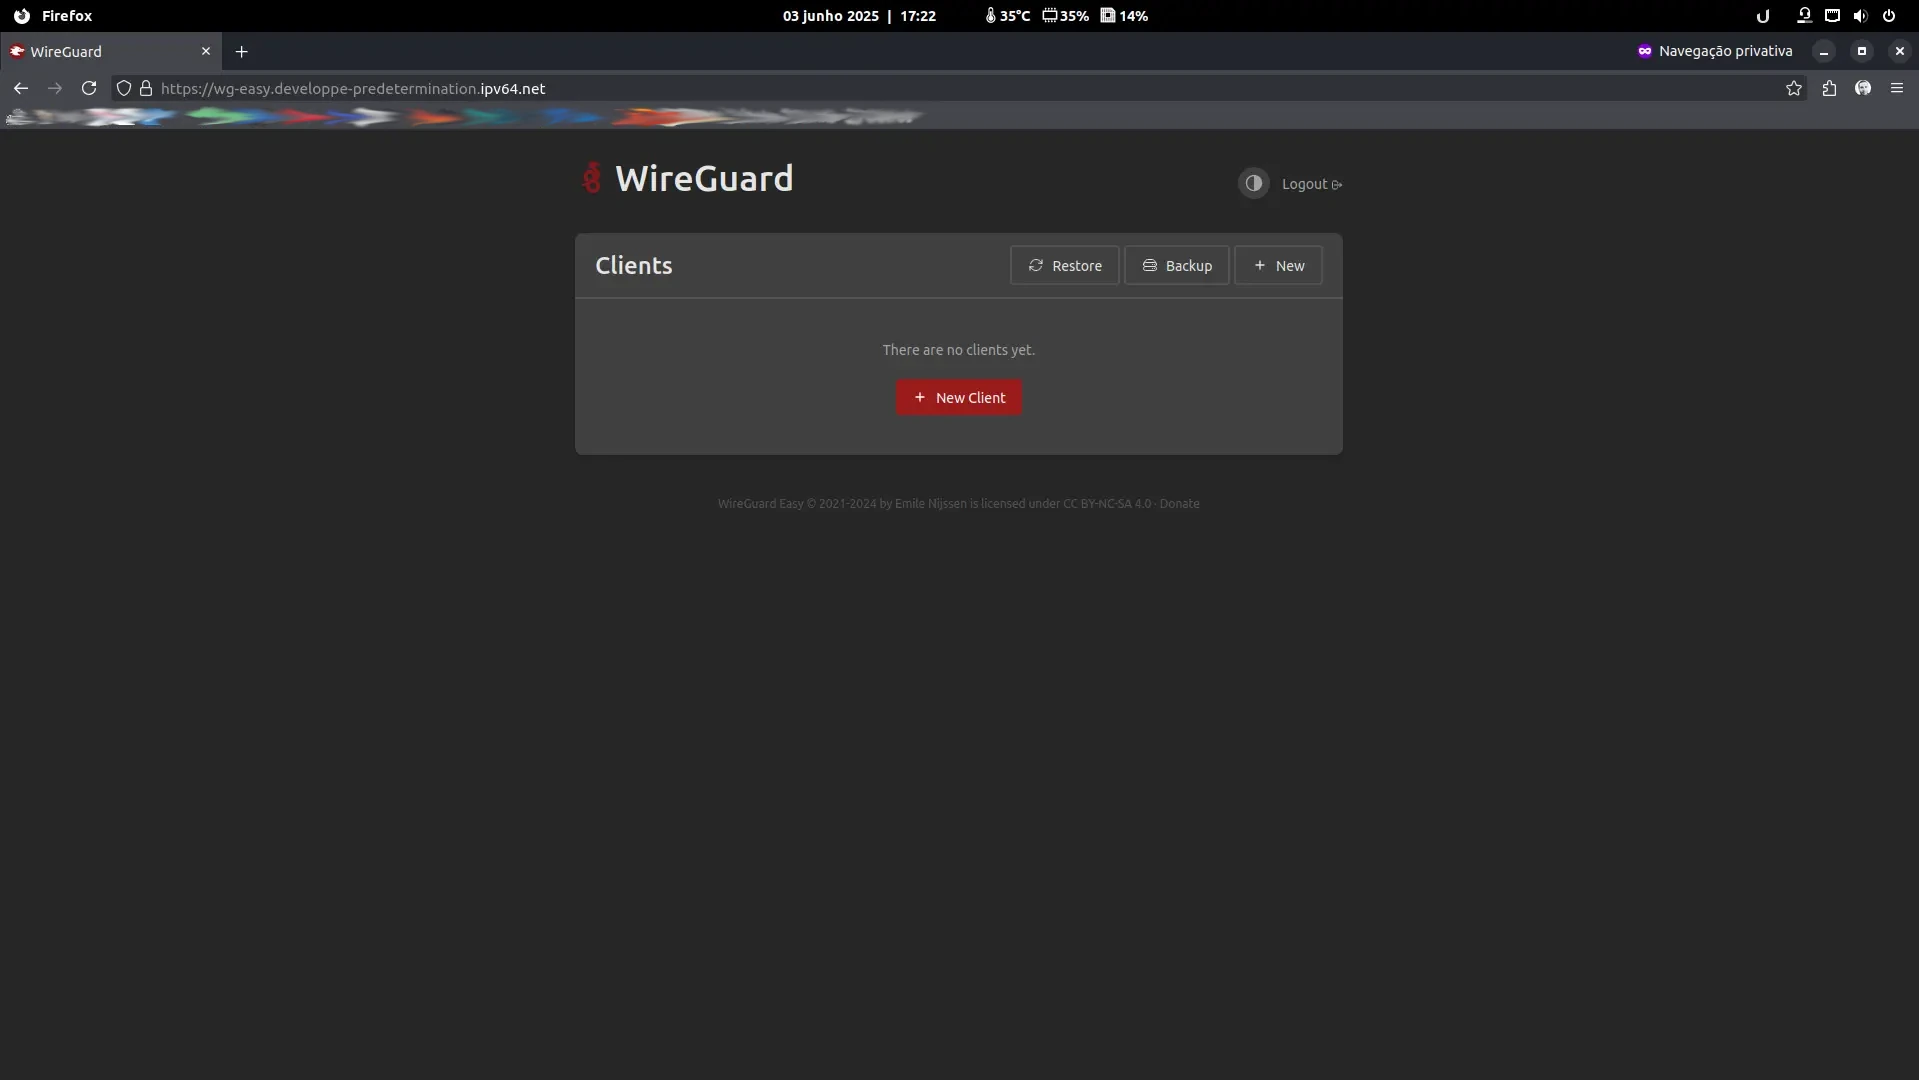 Firefox
03 junho 2025 | 17:22
35°C
35%
14%
WireGuard
Navegação privativa
https://wg-easy.developpe-predetermination.ipv64.net
WireGuard
Logout
Clients
Restore
Backup
+ New
There are no clients yet.
+ New Client
WireGuard Easy © 2021-2024 by Emile Nijssen is licensed under CC BY-NC-SA 4.0 · Donate